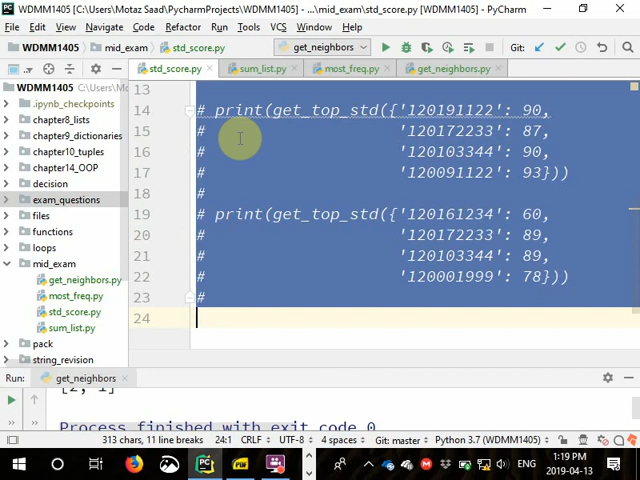 WDMM1405 [C:\Users\Motaz Saad\PycharmProjects\WDMM1405] - ...\mid_exam\std_score.py - PyCharm
File Edit View Navigate Code Refactor Run Tools VCS Window Help
WDMM1405 mid_exam std_score.py get_neighbors Git:
std_score.py sum_list.py most_freq.py get_neighbors.py
WDMM1405
.ipynb_checkpoints
chapter8_lists
chapter9_dictionaries
chapter10_tuples
chapter14_OOP
decision
exam_questions
files
functions
loops
mid_exam
get_neighbors.py
most_freq.py
std_score.py
sum_list.py
pack
string_revision
13
14 # print(get_top_std({'120191122': 90,
15 # '120172233': 87,
16 # '120103344': 90,
17 # '120091122': 93}))
18 #
19 # print(get_top_std({'120161234': 60,
20 # '120172233': 89,
21 # '120103344': 89,
22 # '120001999': 78}))
23 #
24
Run: get_neighbors
[2, 1]
Process finished with exit code 0
313 chars, 11 line breaks 24:1 CRLF UTF-8 4 spaces Git: master Python 3.7 (WDMM1405)
ENG 1:19 PM
2019-04-13